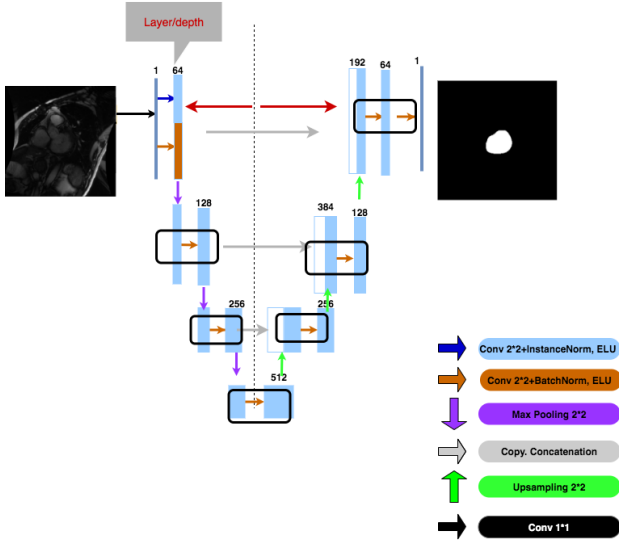 Layer/depth
1
64
192
64
1
128
384
128
256
256
512
Conv 2*2+InstanceNorm, ELU
Conv 2*2+BatchNorm, ELU
Max Pooling 2*2
Copy. Concatenation
Upsampling 2*2
Conv 1*1